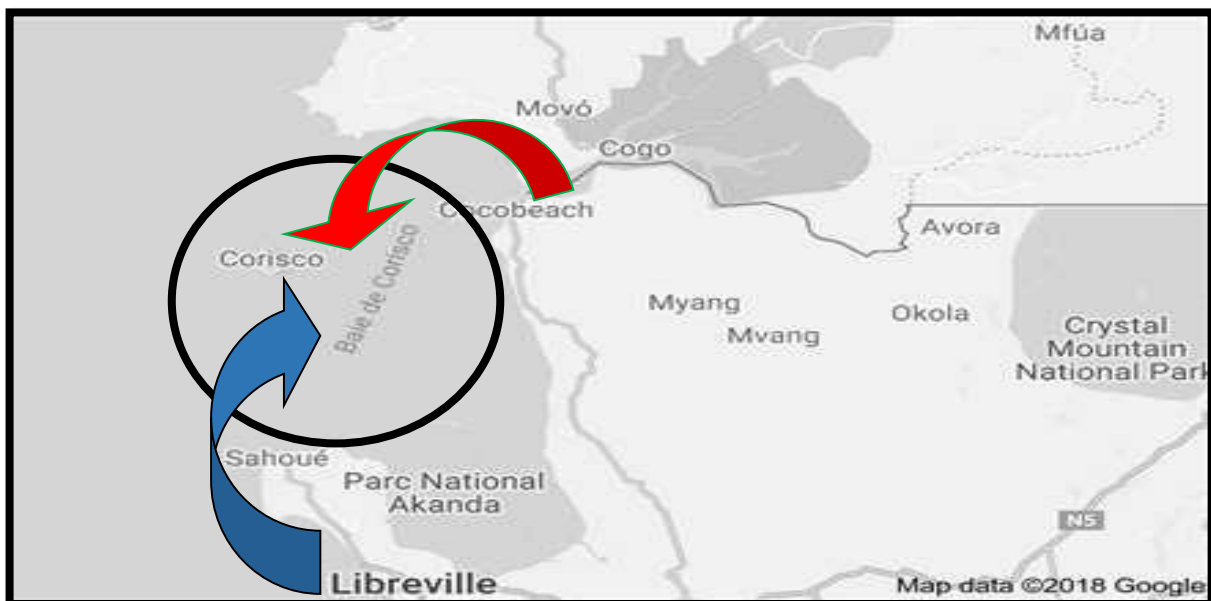 Mfúa
Movó
Cogo
Cocobeach
Avora
Corisco
Baie de Corisco
Myang
Okola
Mvang
Crystal
Mountain
National Park
Sahoué
Parc National
Akanda
N5
Libreville
Map data ©2018 Google